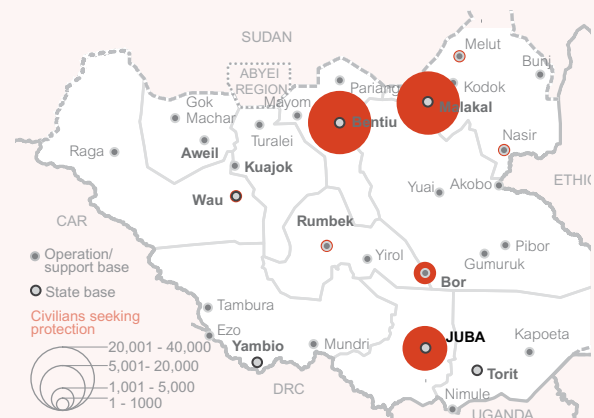 SUDAN
Melut
Bunj
ABYEI
REGION
Pariang
Kodok
Mayom
Malakal
Gok
Machar
Bentiu
Turalei
Nasir
Raga
Aweil
Kuajok
Yuai
Akobo
ETHIO
Wau
CAR
Rumbek
Yirol
Pibor
Gumuruk
Operation/
support base
Bor
State base
Civilians seeking
protection
Tambura
Ezo
Yambio
Mundri
JUBA
Kapoeta
20,001 - 40,000
5,001- 20,000
1,001 - 5,000
1 - 1000
Torit
DRC
Nimule
UGANDA